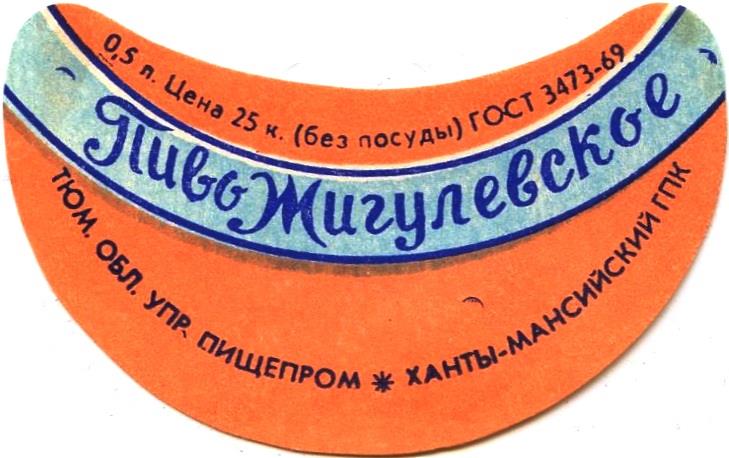 0,5 л. Цена 25 к. (без посуды) ГОСТ 3473-69
Пиво Жигулевское
ТЮМ. ОБЛ. УПР. ПИЩЕПРОМ * ХАНТЫ-МАНСИЙСКИЙ ГПК